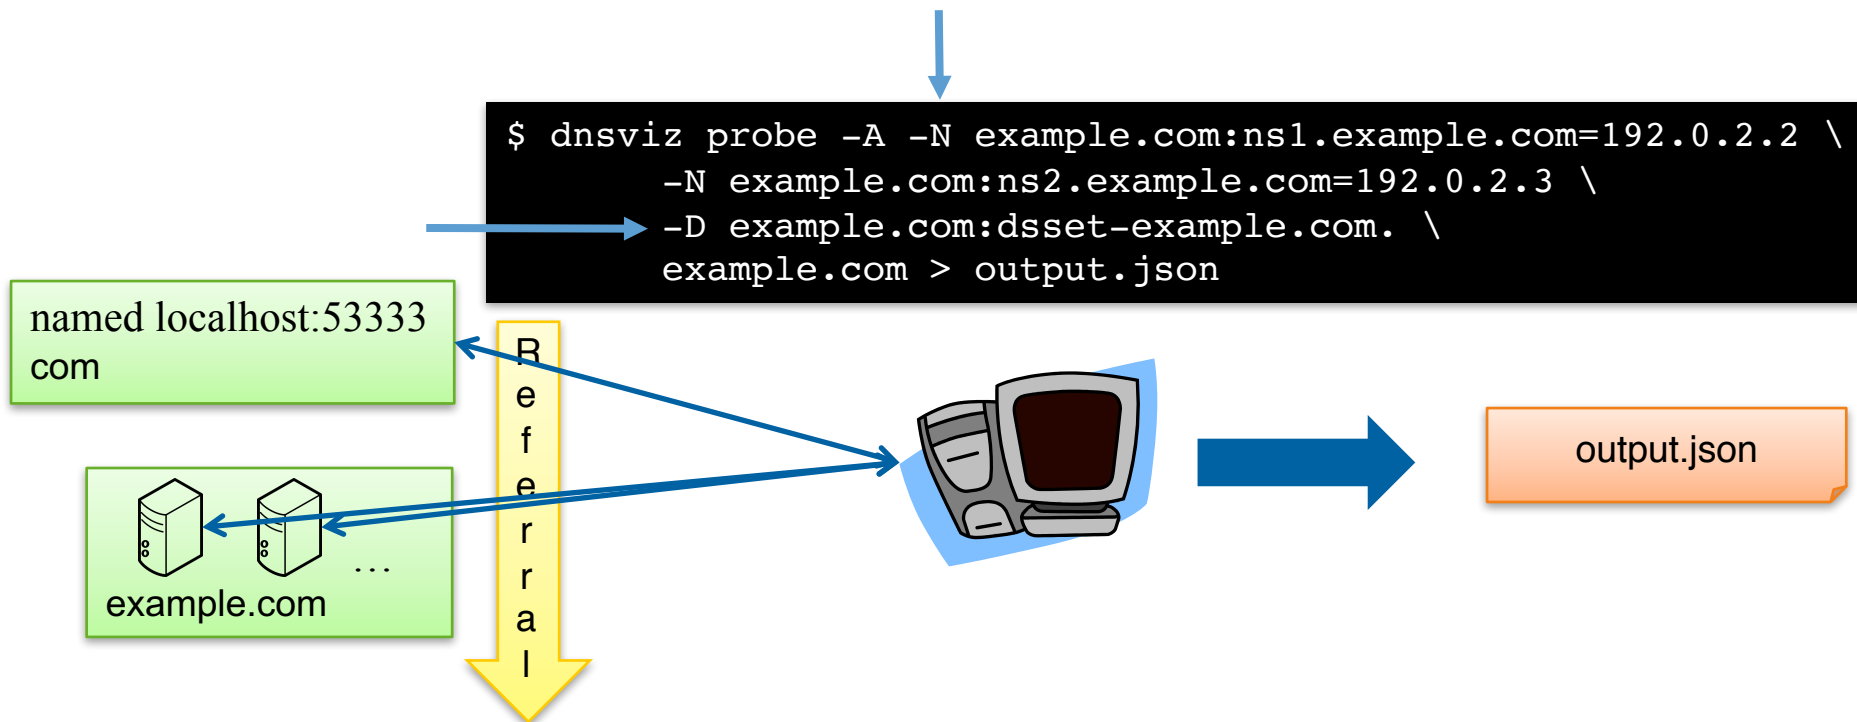 $ dnsviz probe -A -N example.com:ns1.example.com=192.0.2.2 \
-N example.com:ns2.example.com=192.0.2.3 \
-D example.com:dsset-example.com. \
example.com > output.json
named localhost:53333
com
Referral
output.json
...
example.com